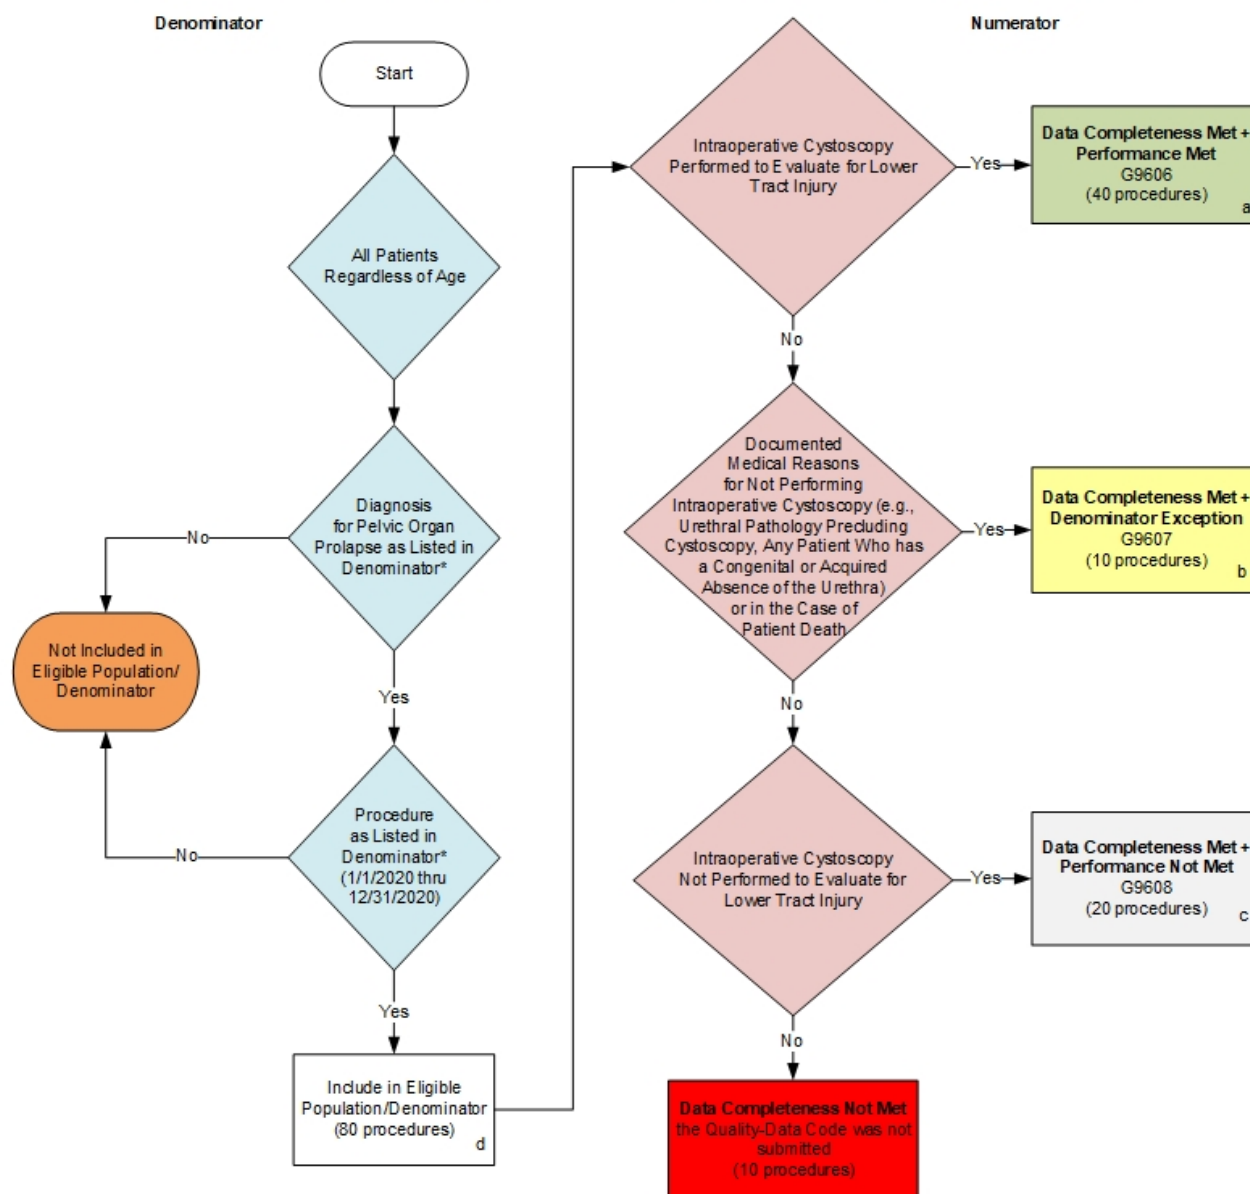 Denominator
Numerator
Start
All Patients
Regardless of Age
Diagnosis
for Pelvic Organ
Prolapse as Listed in
Denominator*
No
Not Included in
Eligible Population/
Denominator
Yes
Procedure
as Listed in
Denominator*
(1/1/2020 thru
12/31/2020)
No
Yes
Include in Eligible
Population/Denominator
(80 procedures)
d
Intraoperative Cystoscopy
Performed to Evaluate for Lower
Tract Injury
Yes
Data Completeness Met +
Performance Met
G9606
(40 procedures)
a
No
Documented
Medical Reasons
for Not Performing
Intraoperative Cystoscopy (e.g.,
Urethral Pathology Precluding
Cystoscopy, Any Patient Who has
a Congenital or Acquired
Absence of the Urethra)
or in the Case of
Patient Death
Yes
Data Completeness Met +
Denominator Exception
G9607
(10 procedures)
b
No
Intraoperative Cystoscopy
Not Performed to Evaluate for
Lower Tract Injury
Yes
Data Completeness Met +
Performance Not Met
G9608
(20 procedures)
c
No
Data Completeness Not Met
the Quality-Data Code was not
submitted
(10 procedures)